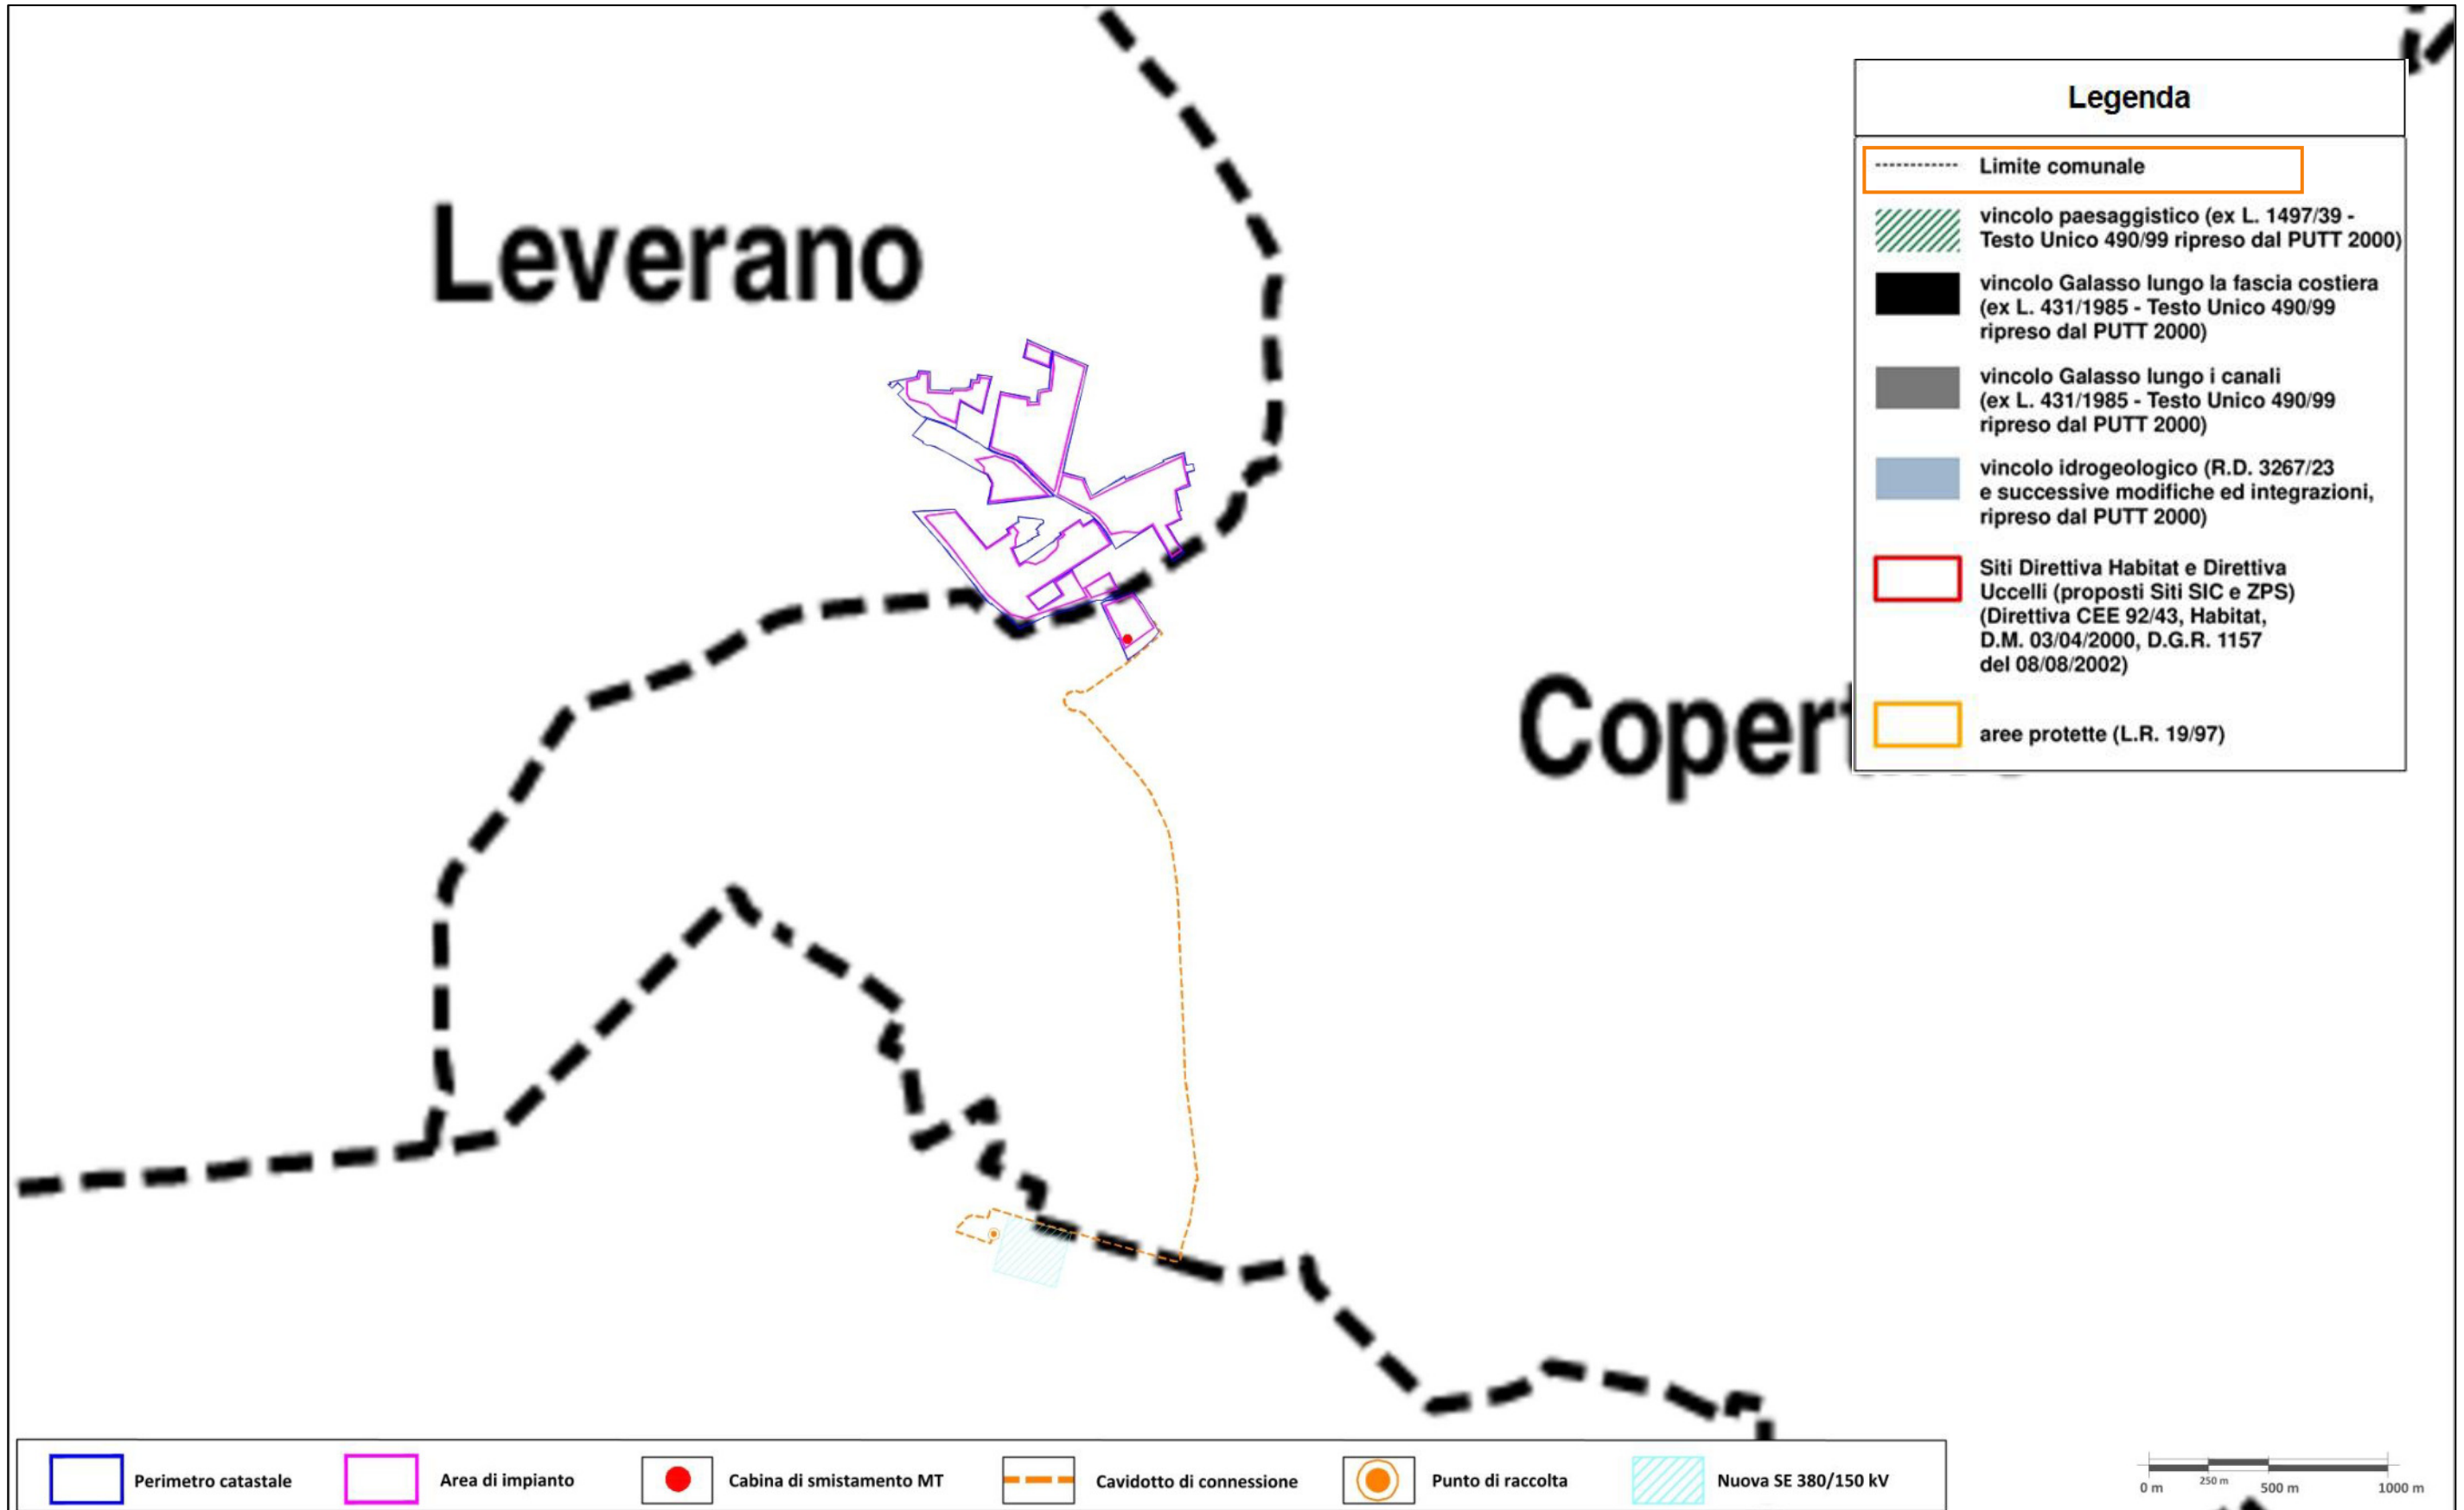 Legenda
Limite comunale
vincolo paesaggistico (ex L. 1497/39 -
Testo Unico 490/99 ripreso dal PUTT 2000)
vincolo Galasso lungo la fascia costiera
(ex L. 431/1985 - Testo Unico 490/99
ripreso dal PUTT 2000)
vincolo Galasso lungo i canali
(ex L. 431/1985 - Testo Unico 490/99
ripreso dal PUTT 2000)
vincolo idrogeologico (R.D. 3267/23
e successive modifiche ed integrazioni,
ripreso dal PUTT 2000)
Siti Direttiva Habitat e Direttiva
Uccelli (proposti Siti SIC e ZPS)
(Direttiva CEE 92/43, Habitat,
D.M. 03/04/2000, D.G.R. 1157
del 08/08/2002)
aree protette (L.R. 19/97)
Leverano
Perimetro catastale
Area di impianto
Cabina di smistamento MT
Cavidotto di connessione
Punto di raccolta
Nuova SE 380/150 kV
0 m
250 m
500 m
1000 m